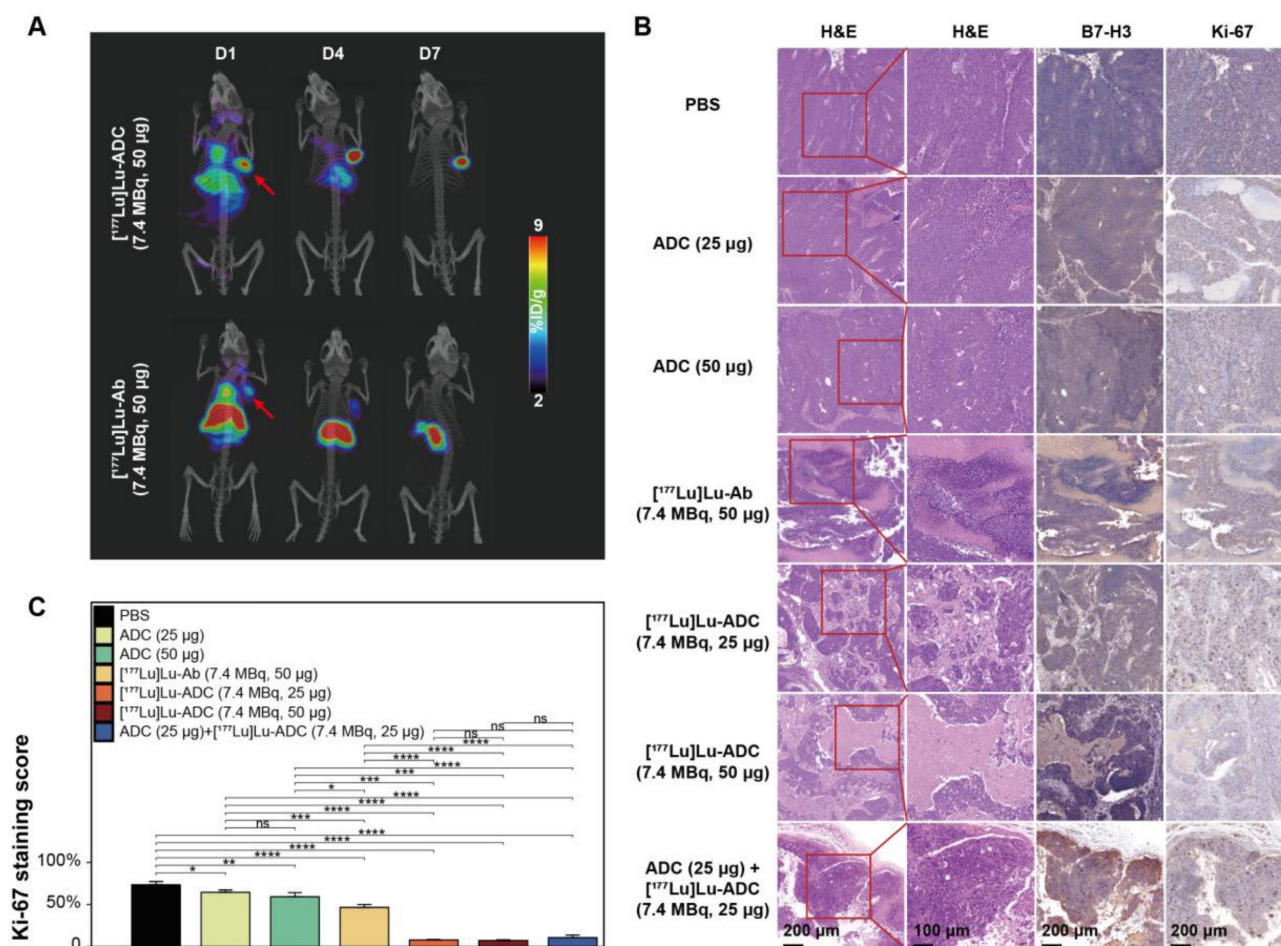 A
D1
D4
D7
[¹⁷⁷Lu]Lu-ADC
(7.4 MBq, 50 µg)
[¹⁷⁷Lu]Lu-Ab
(7.4 MBq, 50 µg)
9
%ID/g
2
B
H&E
H&E
B7-H3
Ki-67
PBS
ADC (25 µg)
ADC (50 µg)
[¹⁷⁷Lu]Lu-Ab
(7.4 MBq, 50 µg)
[¹⁷⁷Lu]Lu-ADC
(7.4 MBq, 25 µg)
[¹⁷⁷Lu]Lu-ADC
(7.4 MBq, 50 µg)
ADC (25 µg) +
[¹⁷⁷Lu]Lu-ADC
(7.4 MBq, 25 µg)
200 µm
100 µm
200 µm
200 µm
C
PBS
ADC (25 µg)
ADC (50 µg)
[¹⁷⁷Lu]Lu-Ab (7.4 MBq, 50 µg)
[¹⁷⁷Lu]Lu-ADC (7.4 MBq, 25 µg)
[¹⁷⁷Lu]Lu-ADC (7.4 MBq, 50 µg)
ADC (25 µg)+[¹⁷⁷Lu]Lu-ADC (7.4 MBq, 25 µg)
ns
ns
ns
****
****
****
****
***
***
*
****
****
***
ns
****
****
****
****
**
*
Ki-67 staining score
100%
50%
0